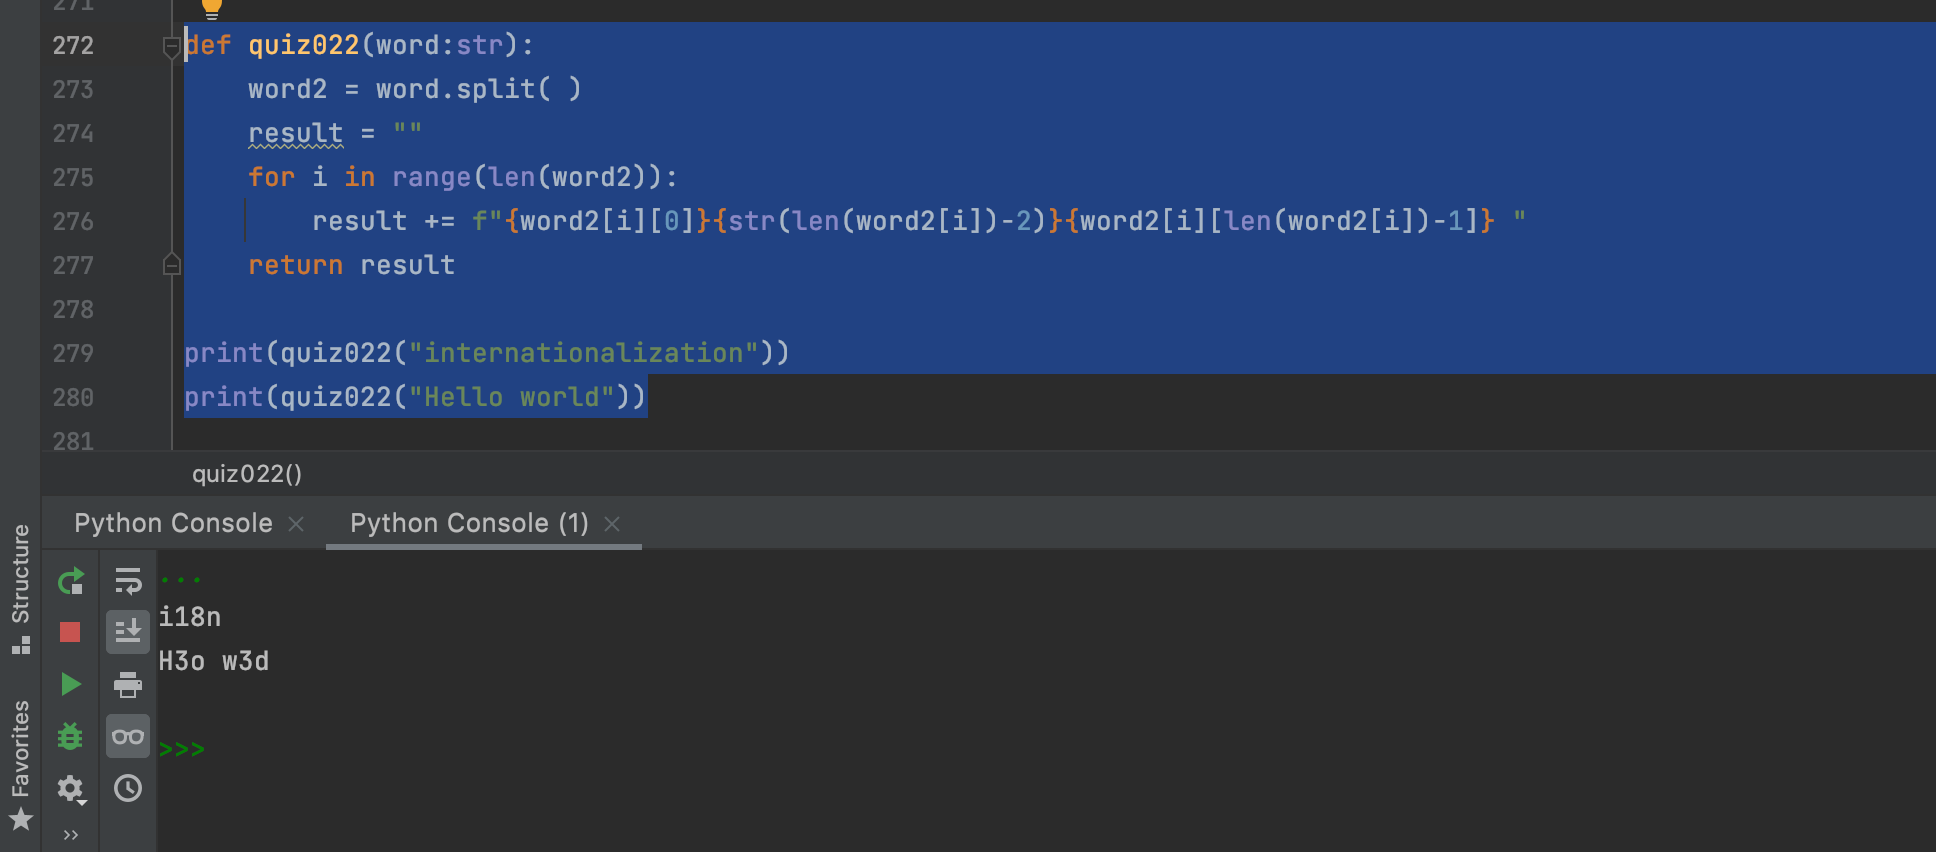 271
272 def quiz022(word:str):
273     word2 = word.split( )
274     result = ""
275     for i in range(len(word2)):
276         result += f"{word2[i][0]}{str(len(word2[i])-2)}{word2[i][len(word2[i])-1]} "
277     return result
278
279 print(quiz022("internationalization"))
280 print(quiz022("Hello world"))
281
quiz022()
Python Console × Python Console (1) ×
Structure
Favorites
...
i18n
H3o w3d
>>>
>>